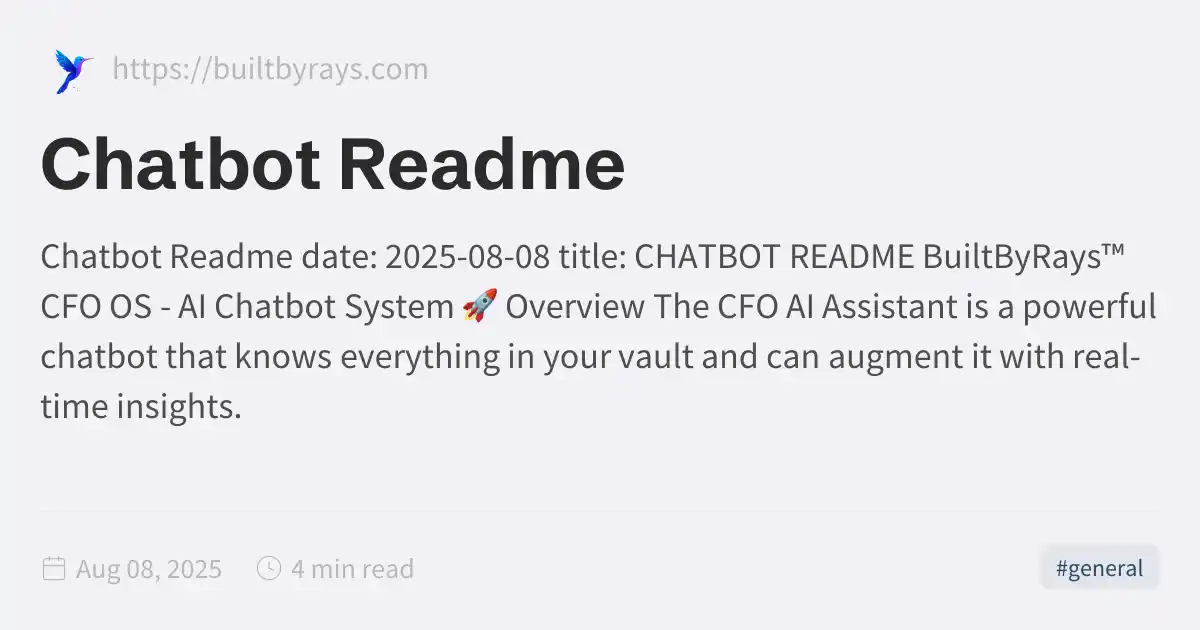 https://builtbyrays.com
Chatbot Readme
Chatbot Readme date: 2025-08-08 title: CHATBOT README BuiltByRays™
CFO OS - AI Chatbot System 🚀 Overview The CFO AI Assistant is a powerful
chatbot that knows everything in your vault and can augment it with real-
time insights.
Aug 08, 2025 4 min read
#general